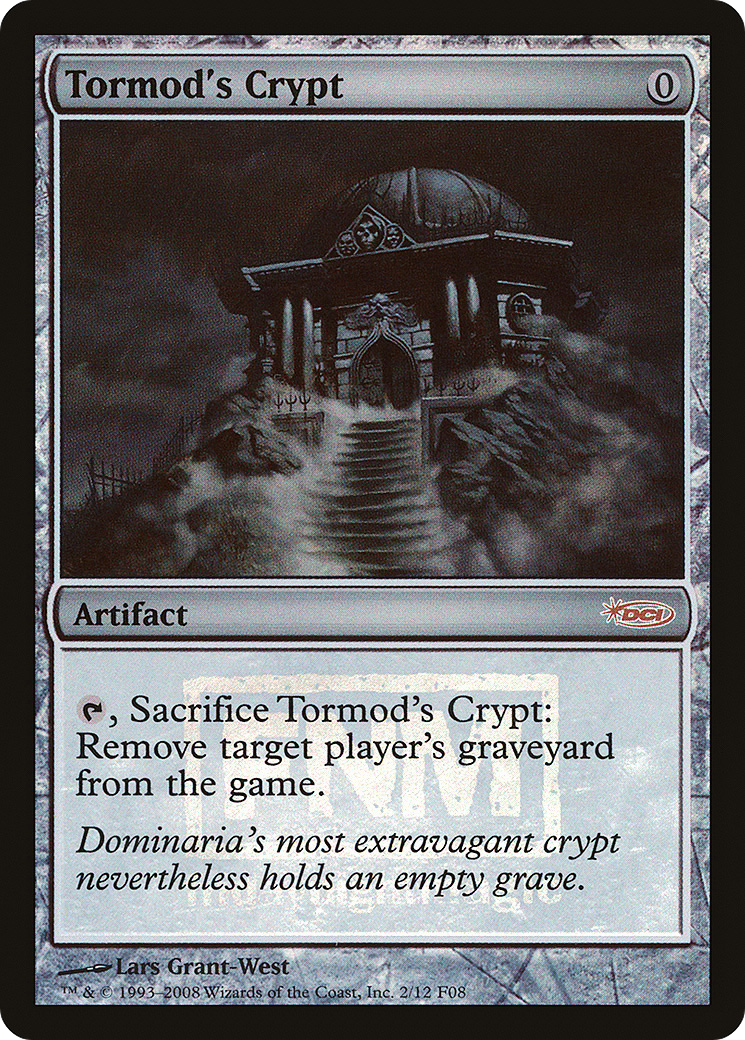 Tormod's Crypt 0
Artifact DCI
, Sacrifice Tormod's Crypt:
Remove target player's graveyard
from the game.
Dominaria's most extravagant crypt
nevertheless holds an empty grave.
FNM
Lars Grant-West
™ & © 1993–2008 Wizards of the Coast, Inc. 2/12 F08